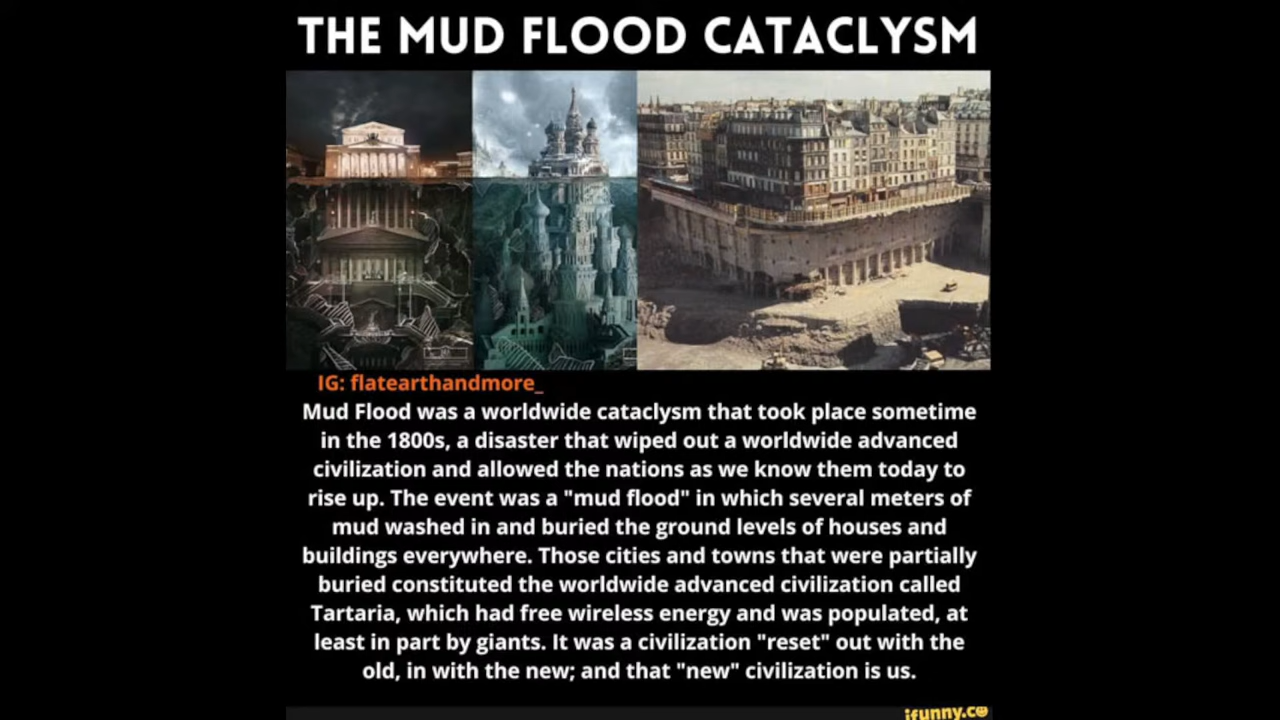 THE MUD FLOOD CATACLYSM
IG: flatearthandmore_
Mud Flood was a worldwide cataclysm that took place sometime
in the 1800s, a disaster that wiped out a worldwide advanced
civilization and allowed the nations as we know them today to
rise up. The event was a "mud flood" in which several meters of
mud washed in and buried the ground levels of houses and
buildings everywhere. Those cities and towns that were partially
buried constituted the worldwide advanced civilization called
Tartaria, which had free wireless energy and was populated, at
least in part by giants. It was a civilization "reset" out with the
old, in with the new; and that "new" civilization is us.
ifunny.co